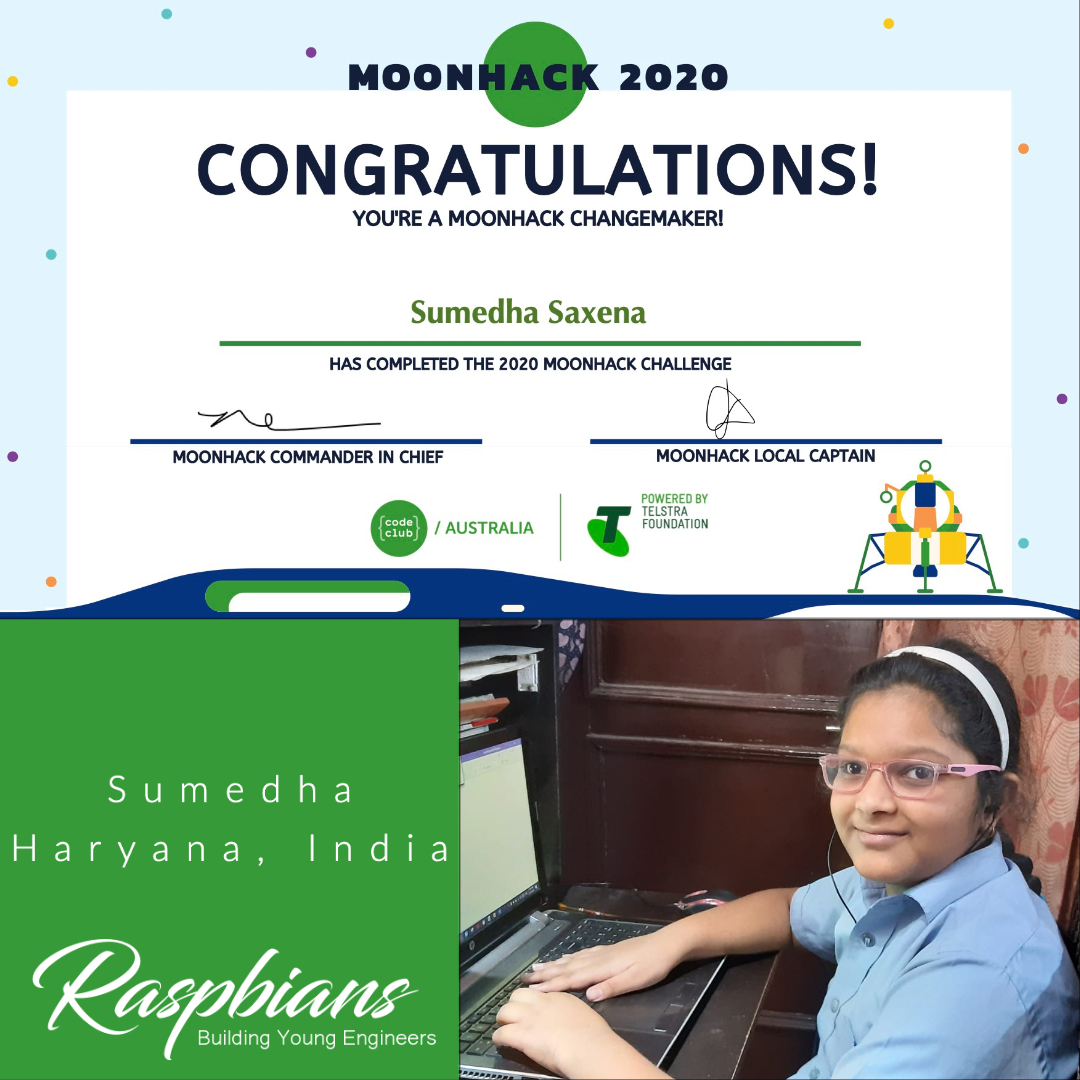 MOONHACK 2020
CONGRATULATIONS!
YOU'RE A MOONHACK CHANGEMAKER!
Sumedha Saxena
HAS COMPLETED THE 2020 MOONHACK CHALLENGE
MOONHACK COMMANDER IN CHIEF
MOONHACK LOCAL CAPTAIN
{code
club}
/ AUSTRALIA
T
POWERED BY
TELSTRA
FOUNDATION
Sumedha
Haryana, India
Raspbians
Building Young Engineers